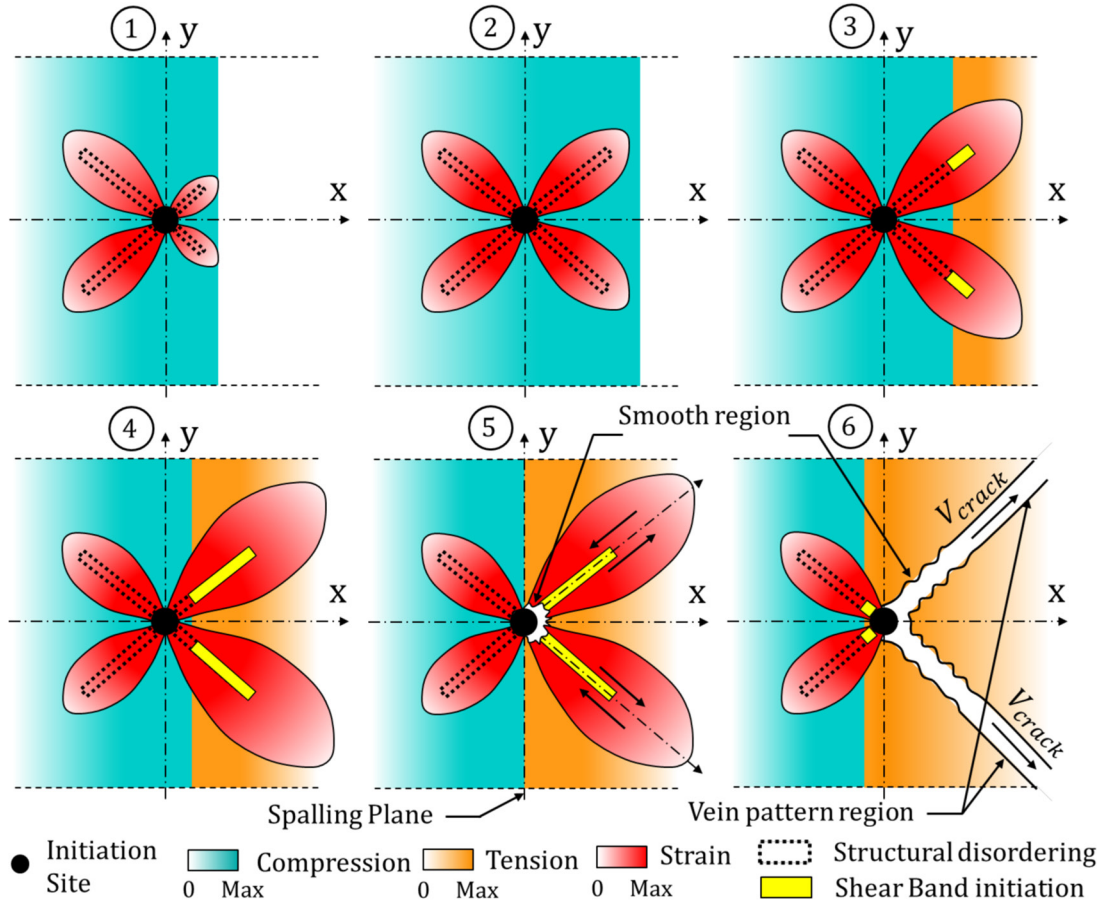 1 y
2 y
3 y
x
x
x
Smooth region
4 y
5 y
6 y
V_crack
x
x
x
V_crack
Spalling Plane
Vein pattern region
Initiation Site
Compression
0 Max
Tension
0 Max
Strain
0 Max
Structural disordering
Shear Band initiation